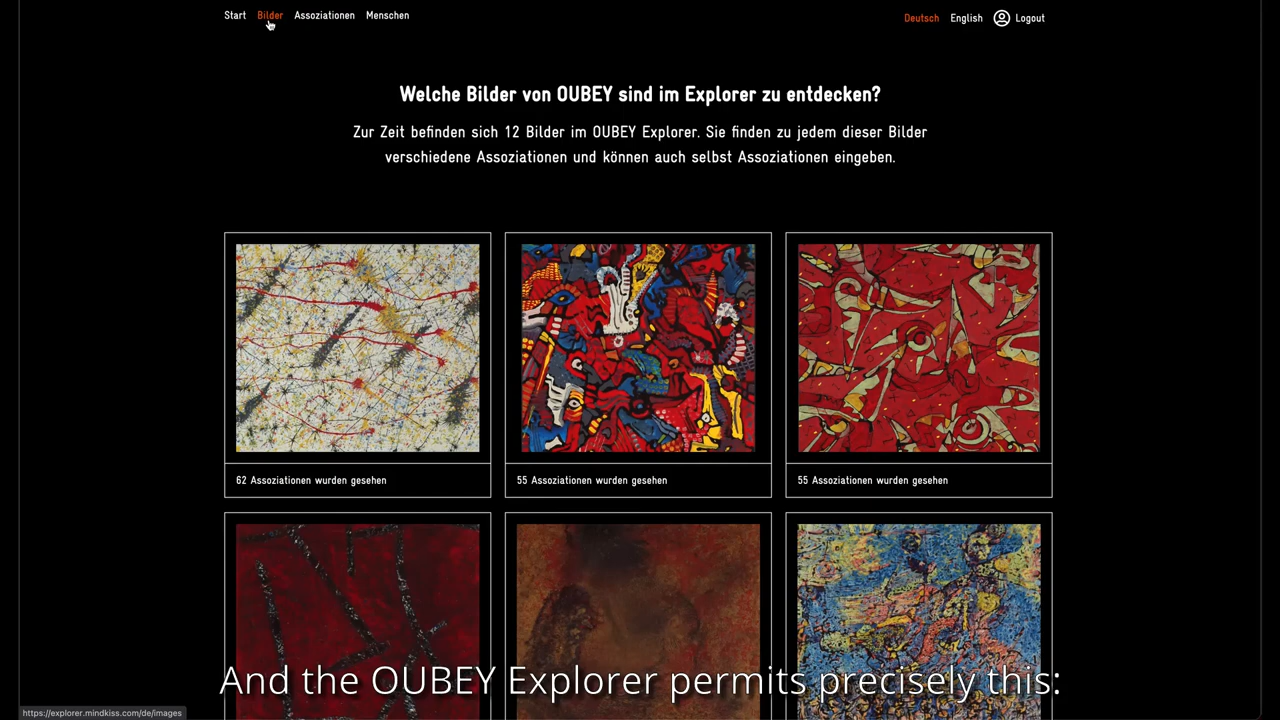 Start Bilder Assoziationen Menschen
Deutsch English Logout
Welche Bilder von OUBEY sind im Explorer zu entdecken?
Zur Zeit befinden sich 12 Bilder im OUBEY Explorer. Sie finden zu jedem dieser Bilder
verschiedene Assoziationen und können auch selbst Assoziationen eingeben.
62 Assoziationen wurden gesehen
55 Assoziationen wurden gesehen
55 Assoziationen wurden gesehen
And the OUBEY Explorer permits precisely this:
https://explorer.mindkiss.com/de/images